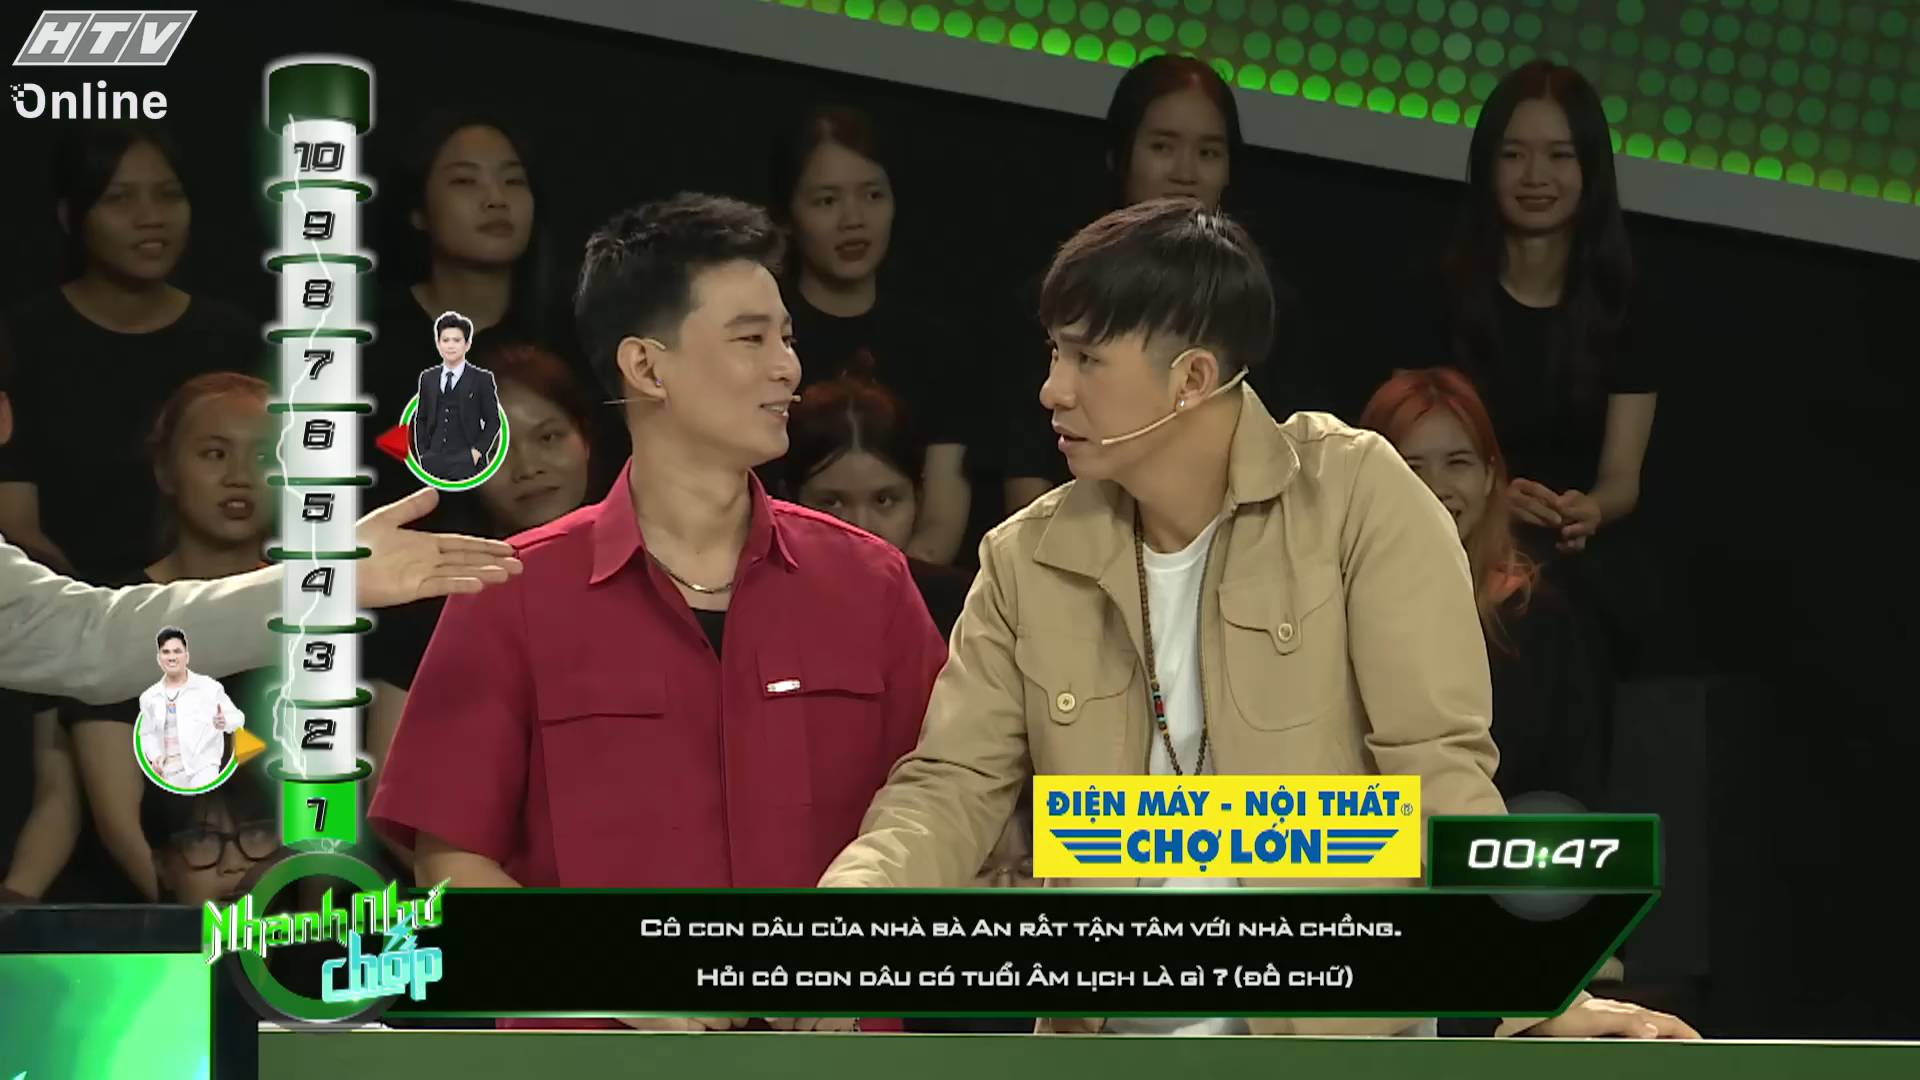 HTV
Online
10
9
8
7
6
5
4
3
2
1
ĐIỆN MÁY - NỘI THẤT®
CHỢ LỚN
00:47
Nhanh Như
chớp
Cô con dâu của nhà bà An rất tận tâm với nhà chồng.
Hỏi cô con dâu có tuổi Âm lịch là gì ? (đố chữ)